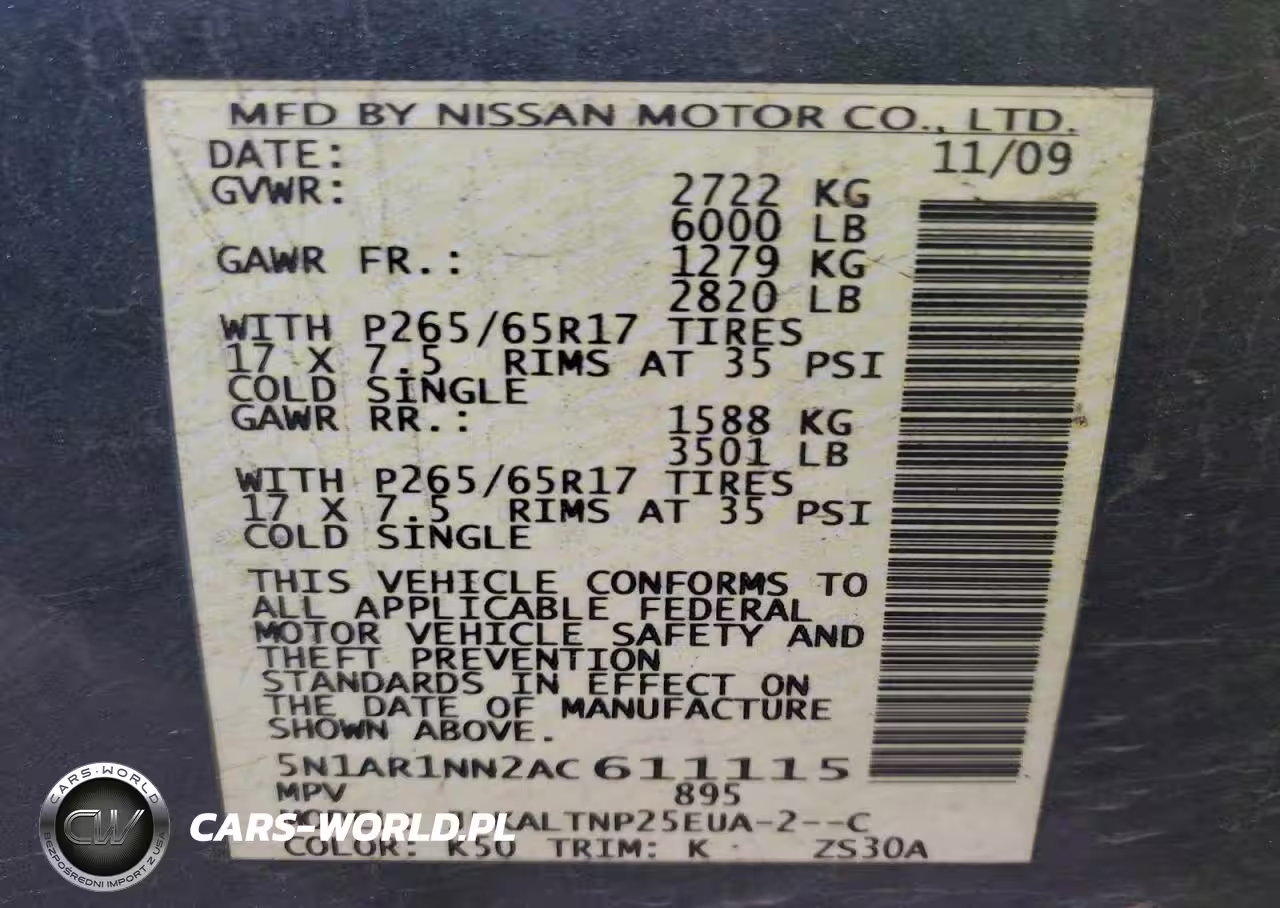 MFD BY NISSAN MOTOR CO., LTD.
DATE: 11/09
GVWR: 2722 KG
6000 LB
GAWR FR.: 1279 KG
2820 LB
WITH P265/65R17 TIRES
17 X 7.5 RIMS AT 35 PSI
COLD SINGLE
GAWR RR.: 1588 KG
3501 LB
WITH P265/65R17 TIRES
17 X 7.5 RIMS AT 35 PSI
COLD SINGLE
THIS VEHICLE CONFORMS TO
ALL APPLICABLE FEDERAL
MOTOR VEHICLE SAFETY AND
THEFT PREVENTION
STANDARDS IN EFFECT ON
THE DATE OF MANUFACTURE
SHOWN ABOVE.
5N1AR1NN2AC611115
MPV 895
ALTNP25EUA-2--C
COLOR: K50 TRIM: K ZS30A
CARS-WORLD
CW
BEZPOŚREDNI IMPORT Z USA
CARS-WORLD.PL